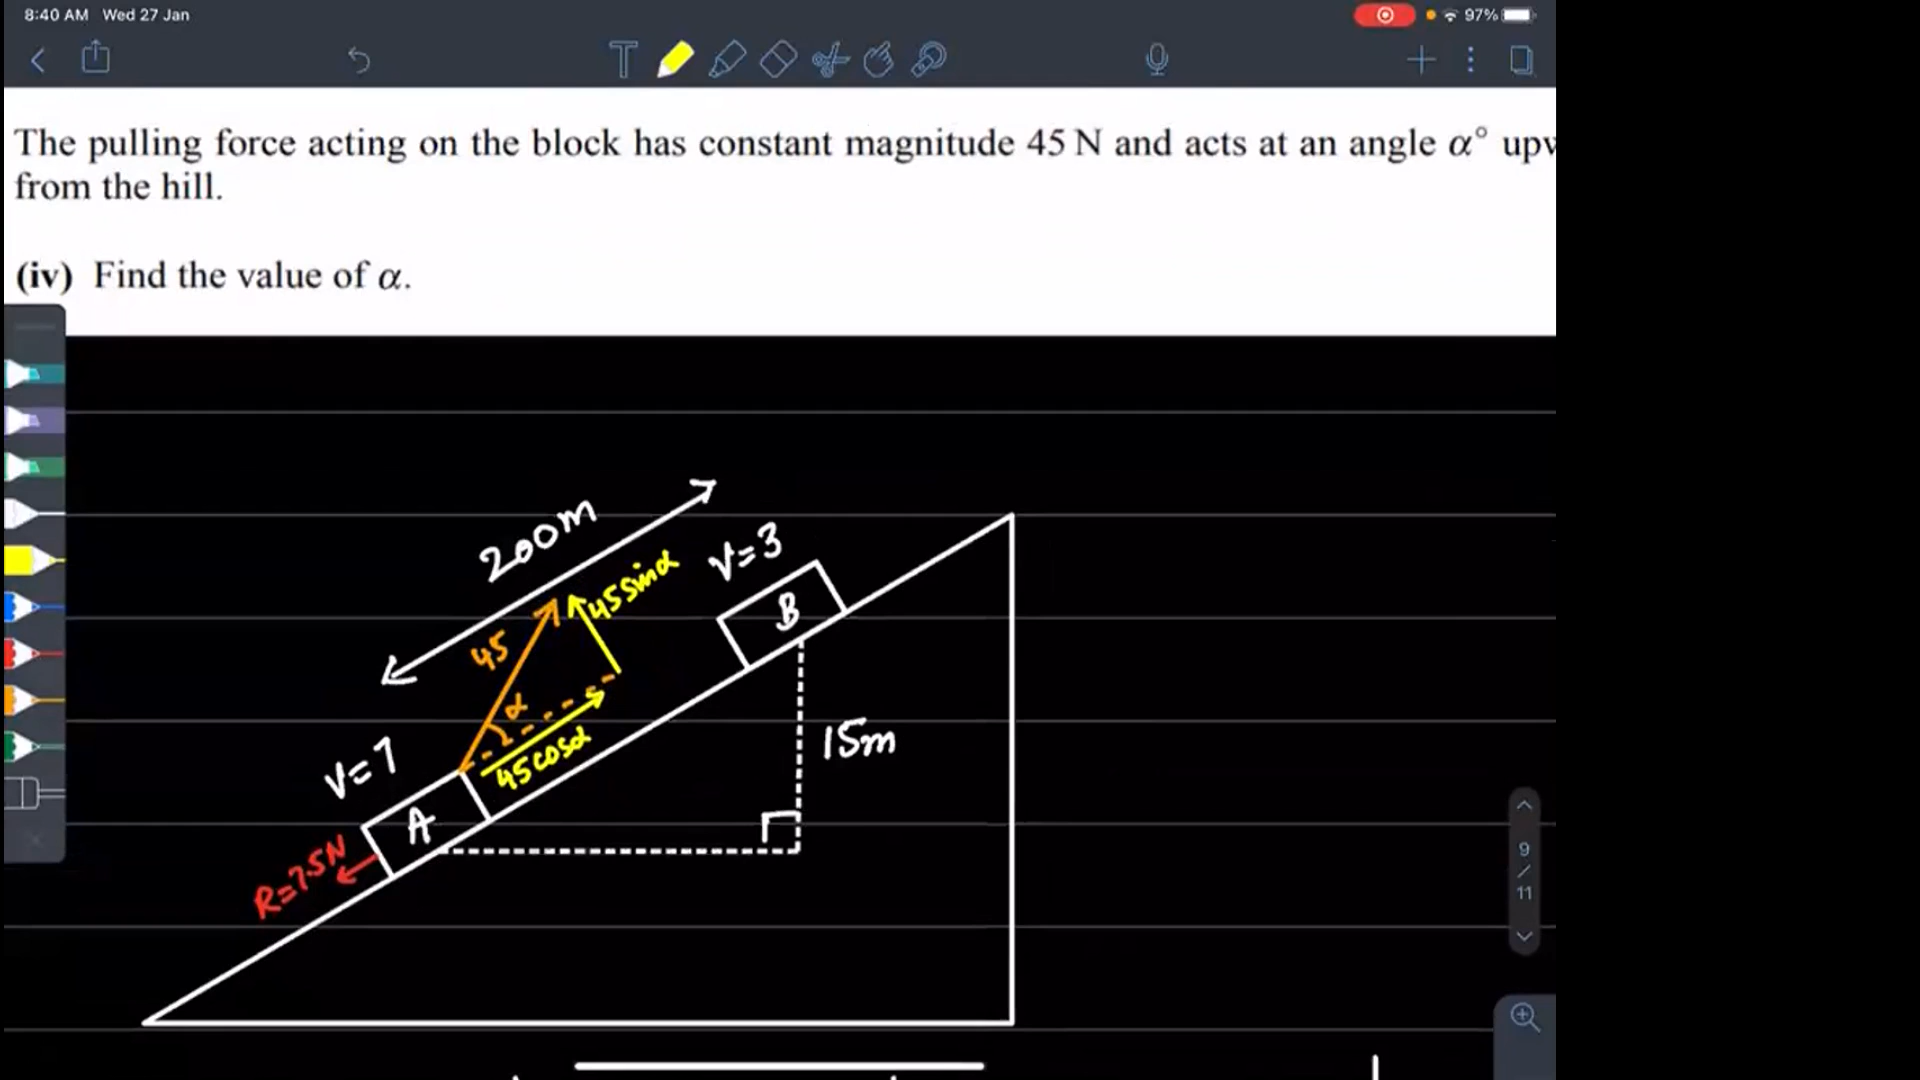 8:40 AM Wed 27 Jan
97%
The pulling force acting on the block has constant magnitude 45 N and acts at an angle α° upw
from the hill.
(iv) Find the value of α.
200m
V=3
45sinα
45
B
α
45cosα
15m
V=7
A
R=7.5N
9
/
11